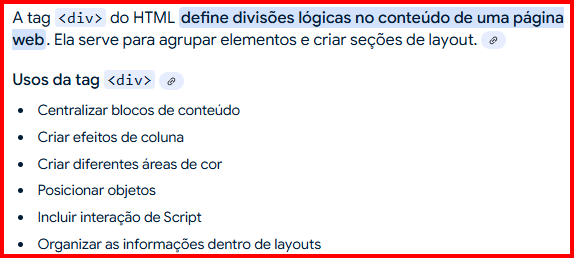 A tag <div> do HTML define divisões lógicas no conteúdo de uma página
web. Ela serve para agrupar elementos e criar seções de layout.
Usos da tag <div>
• Centralizar blocos de conteúdo
• Criar efeitos de coluna
• Criar diferentes áreas de cor
• Posicionar objetos
• Incluir interação de Script
• Organizar as informações dentro de layouts